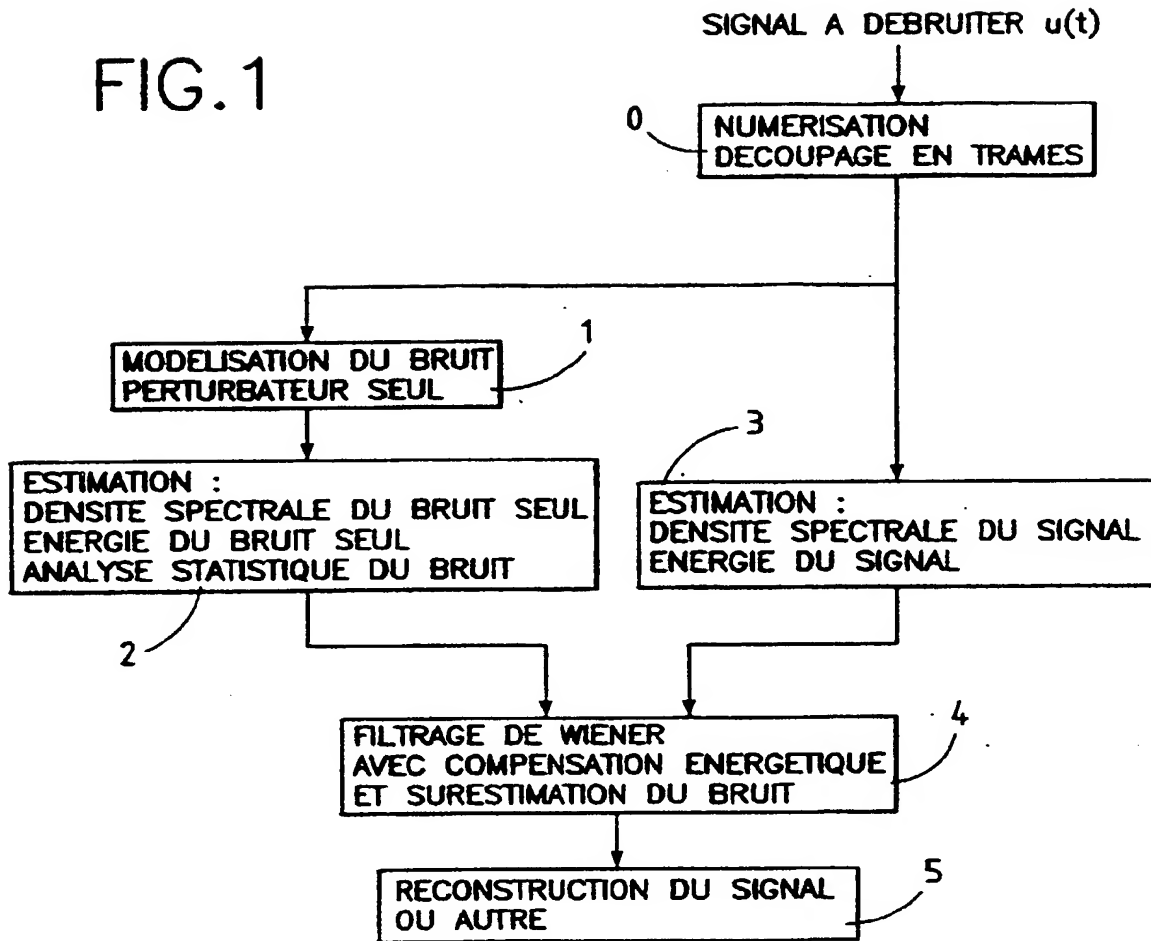 FIG.1
SIGNAL A DEBRUITER u(t)
0
NUMERISATION
DECOUPAGE EN TRAMES
1
MODELISATION DU BRUIT
PERTURBATEUR SEUL
3
ESTIMATION :
DENSITE SPECTRALE DU BRUIT SEUL
ENERGIE DU BRUIT SEUL
ANALYSE STATISTIQUE DU BRUIT
2
ESTIMATION :
DENSITE SPECTRALE DU SIGNAL
ENERGIE DU SIGNAL
4
FILTRAGE DE WIENER
AVEC COMPENSATION ENERGETIQUE
ET SURESTIMATION DU BRUIT
5
RECONSTRUCTION DU SIGNAL
OU AUTRE